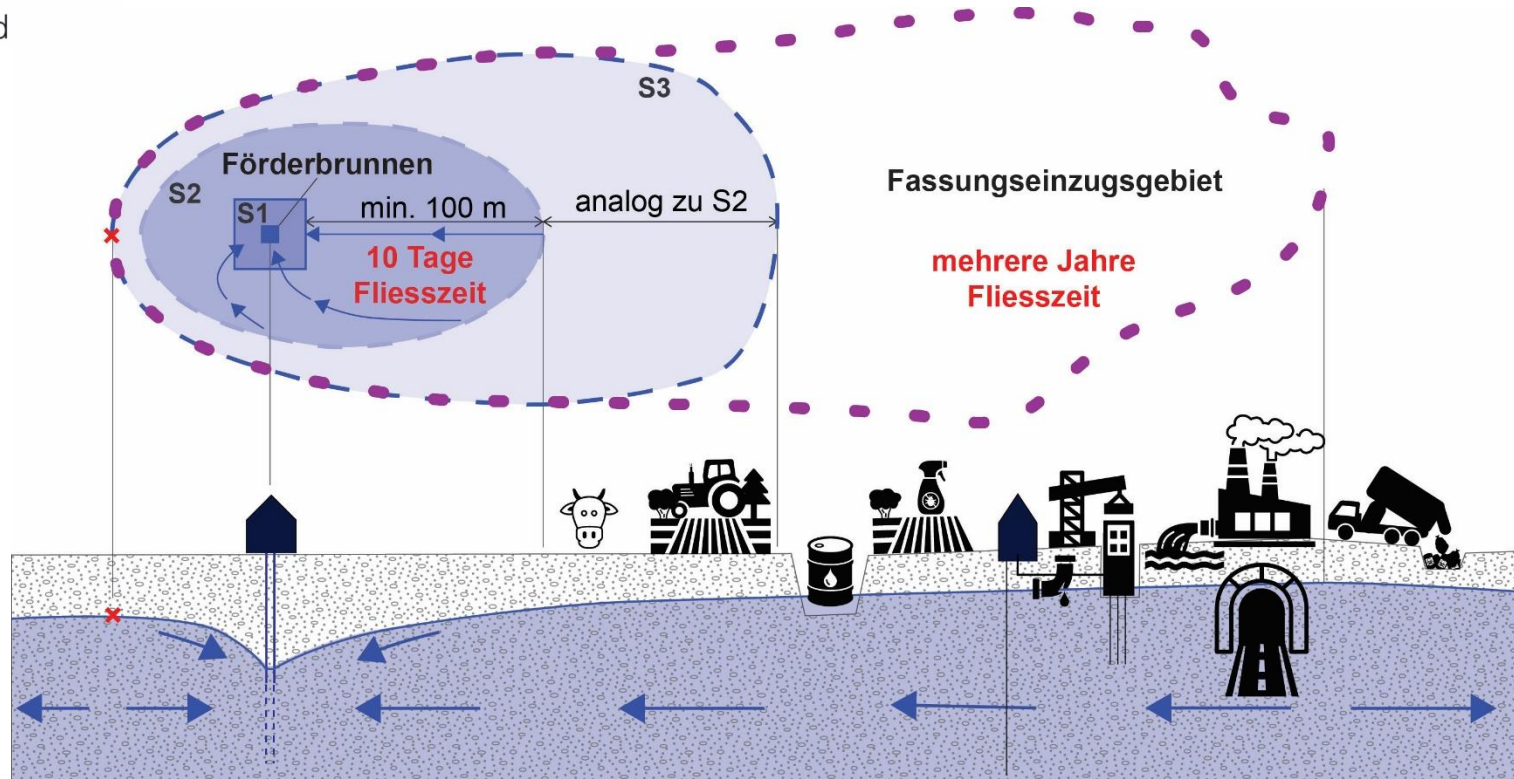 d
S3
Förderbrunnen
S2
S1
min. 100 m
analog zu S2
Fassungseinzugsgebiet
10 Tage
Fliesszeit
mehrere Jahre
Fliesszeit